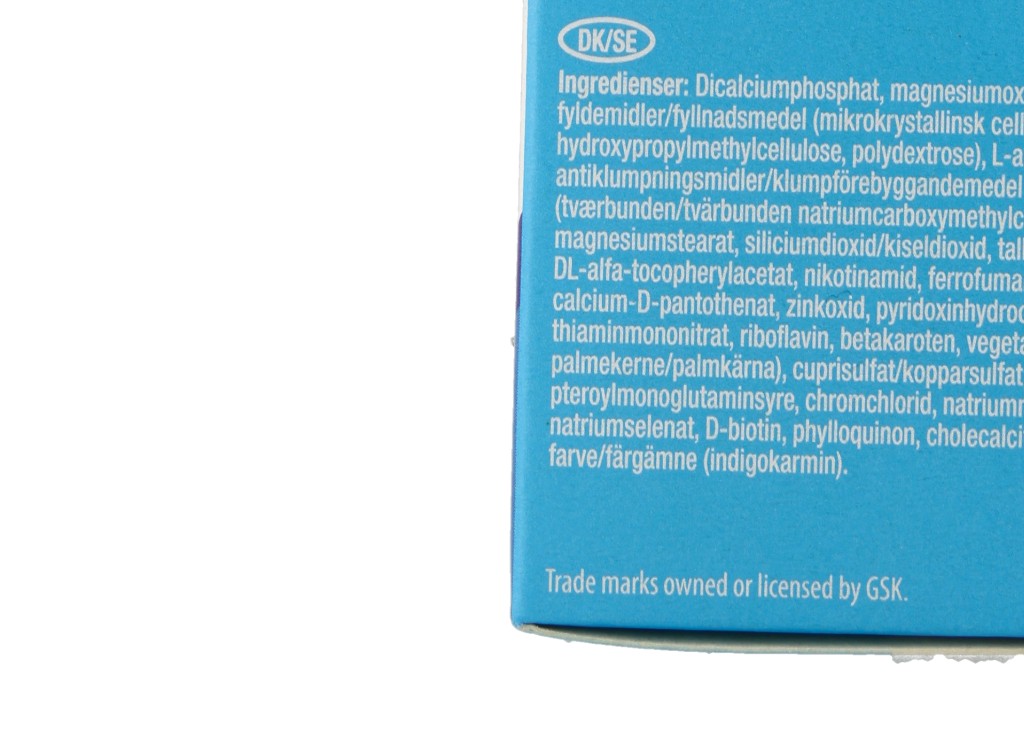 DK/SE
Ingredienser: Dicalciumphosphat, magnesiumox
fyldemidler/fyllnadsmedel (mikrokrystallinsk cell
hydroxypropylmethylcellulose, polydextrose), L-a
antiklumpningsmidler/klumpförebyggandemedel
(tværbunden/tvärbunden natriumcarboxymethylc
magnesiumstearat, siliciumdioxid/kiseldioxid, tal
DL-alfa-tocopherylacetat, nikotinamid, ferrofuma
calcium-D-pantothenat, zinkoxid, pyridoxinhydroc
thiaminmononitrat, riboflavin, betakaroten, vegeta
palmekerne/palmkärna), cuprisulfat/kopparsulfat
pteroylmonoglutaminsyre, chromchlorid, natrium
natriumselenat, D-biotin, phylloquinon, cholecalci
farve/färgämne (indigokarmin).
Trade marks owned or licensed by GSK.